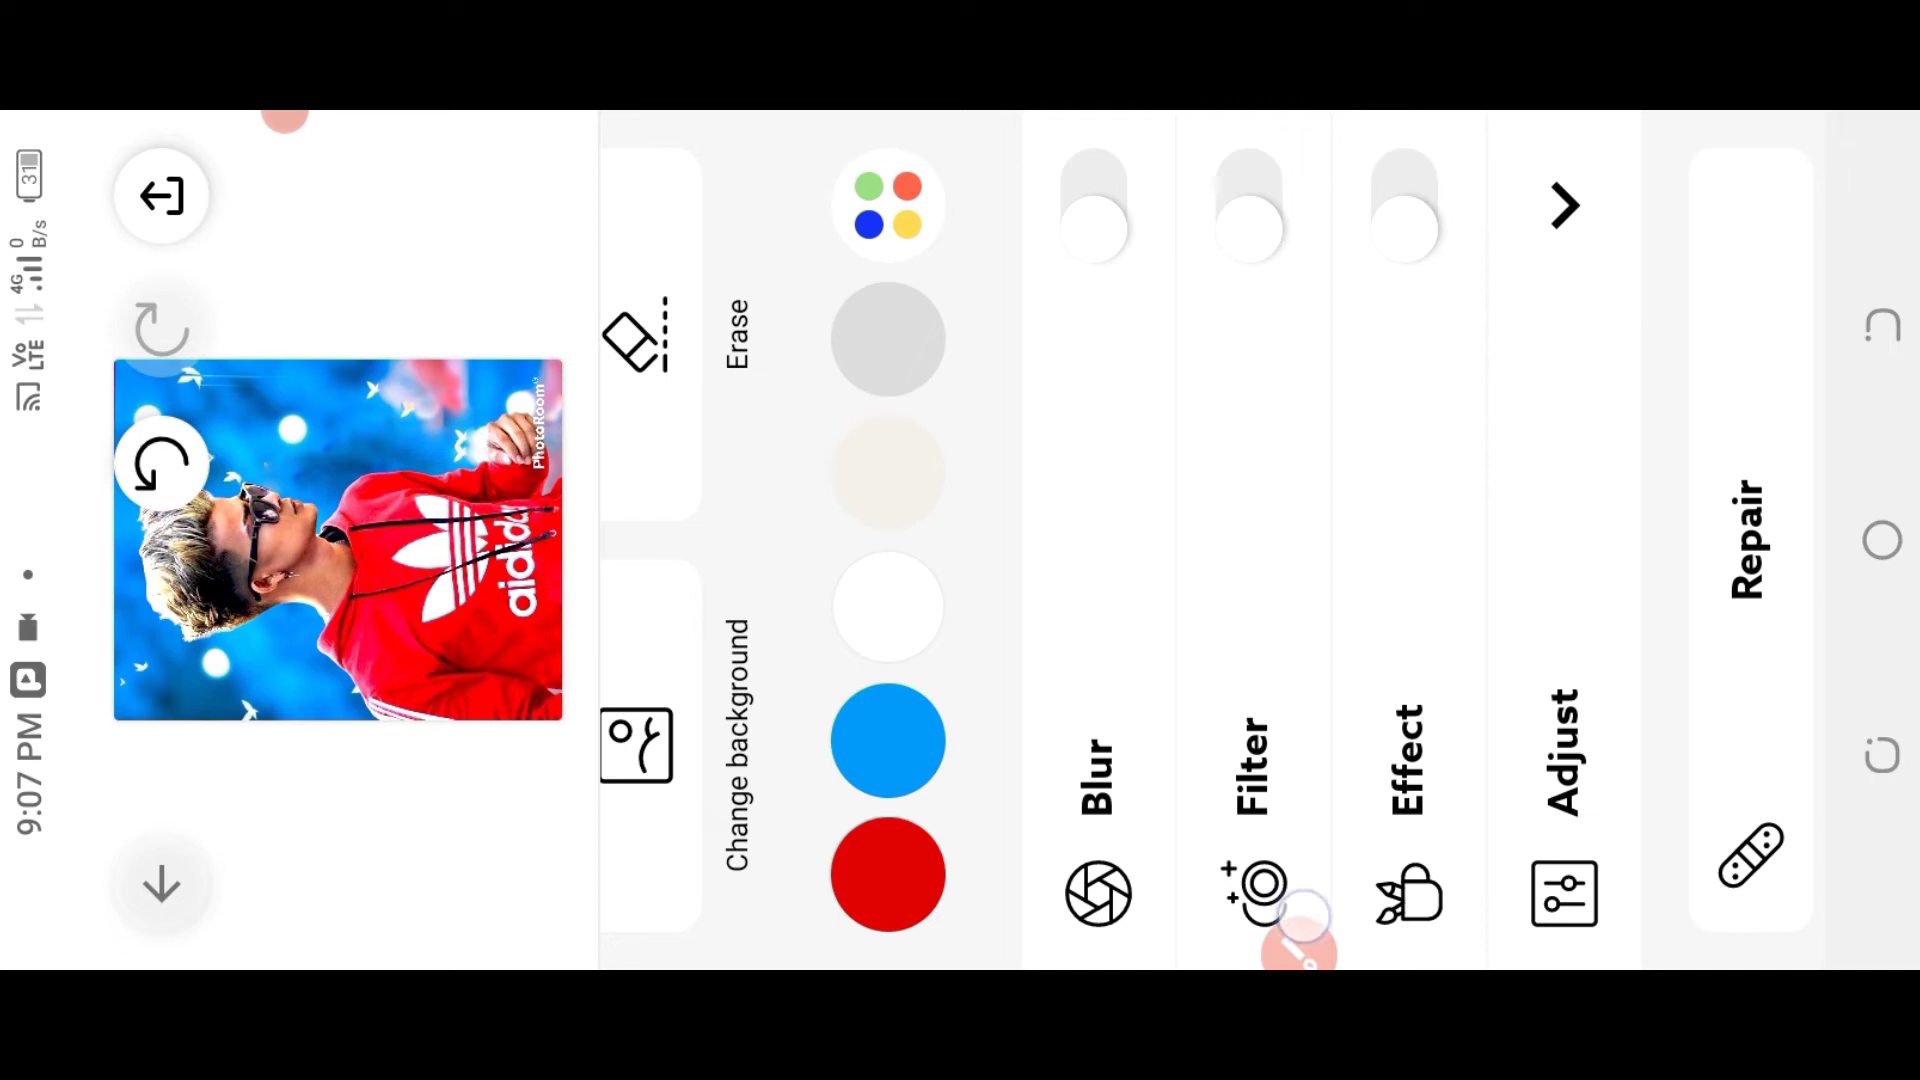 9:07 PM
Vo
LTE
4G
0
B/s
31
adidas
PhotoRoom
Change background
Erase
Blur
Filter
Effect
Adjust
Repair